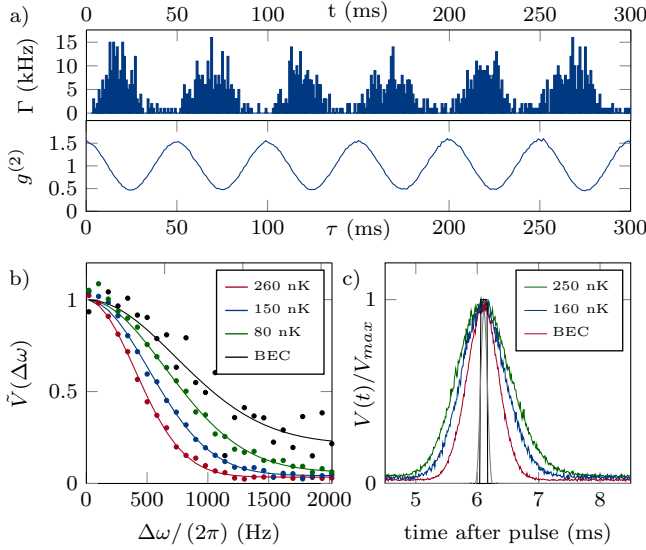 a)
t (ms)
0 50 100 150 200 250 300
Γ (kHz)
15
10
5
0
g(2)
1.5
1
0.5
0
0 50 100 150 200 250 300
τ (ms)
b)
260 nK
150 nK
80 nK
BEC
Ṽ(Δω)
1
0.5
0
0 500 1000 1500 2000
Δω/(2π) (Hz)
c)
250 nK
160 nK
BEC
V(t)/Vmax
1
0
5 6 7 8
time after pulse (ms)